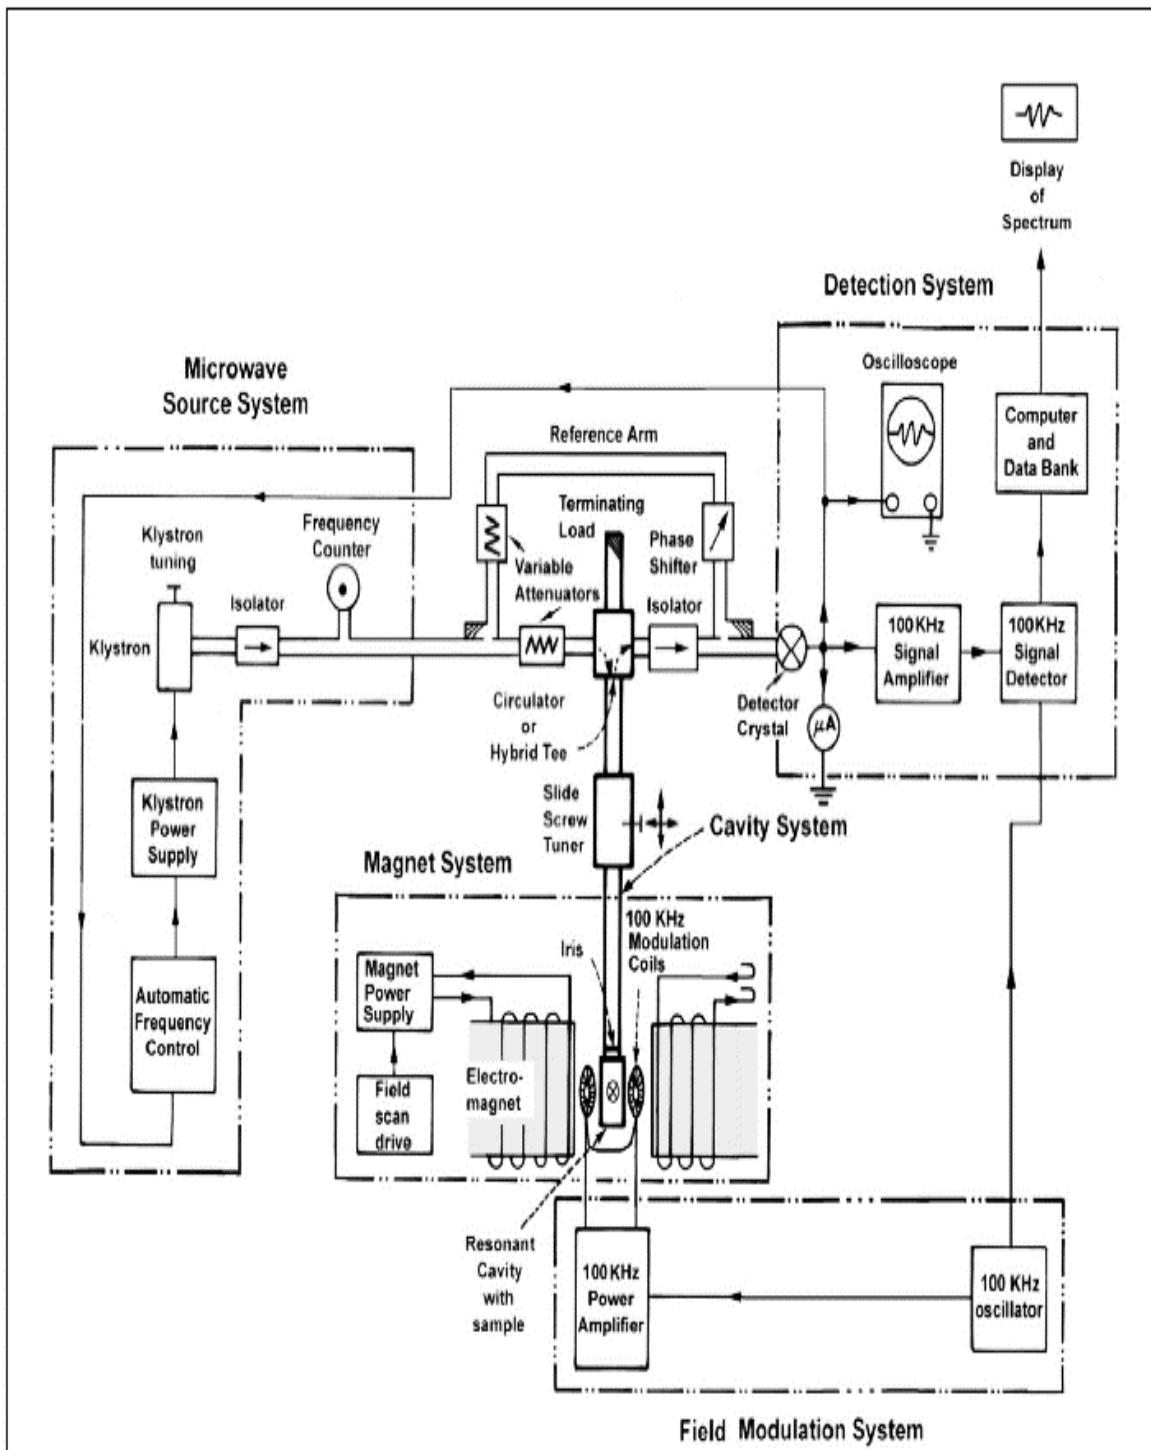 Display
of
Spectrum
Detection System
Oscilloscope
Computer
and
Data Bank
Microwave
Source System
Reference Arm
Terminating
Load
Phase
Shifter
Variable
Attenuators
Isolator
Frequency
Counter
Klystron
tuning
Isolator
Klystron
100KHz
Signal
Amplifier
100KHz
Signal
Detector
Detector
Crystal
μA
Circulator
or
Hybrid Tee
Klystron
Power
Supply
Slide
Screw
Tuner
Cavity System
Magnet System
100 KHz
Modulation
Coils
Iris
Magnet
Power
Supply
Automatic
Frequency
Control
Electro-
magnet
Field
scan
drive
Resonant
Cavity
with
sample
100KHz
Power
Amplifier
100 KHz
oscillator
Field Modulation System